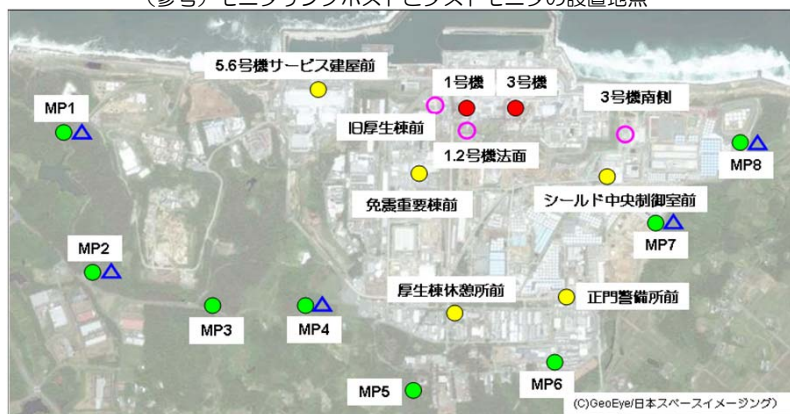 （参考）モニタリングポストとダストモニタの設置地点
5.6号機サービス建屋前
1号機
3号機
3号機南側
MP1
旧厚生棟前
1.2号機法面
MP8
免震重要棟前
シールド中央制御室前
MP7
MP2
厚生棟休憩所前
正門警備所前
MP3
MP4
MP6
MP5
(C)GeoEye/日本スペースイメージング）